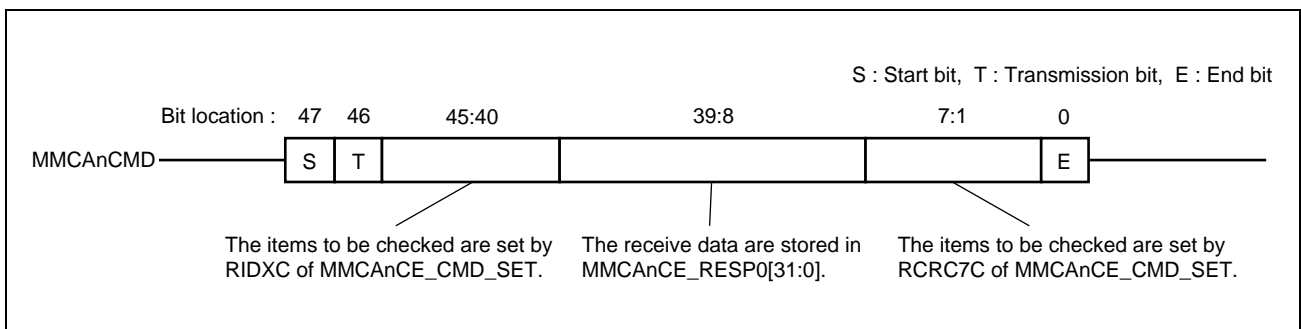 S : Start bit, T : Transmission bit, E : End bit
Bit location : 47 46 45:40 39:8 7:1 0
MMCAnCMD S T E
The items to be checked are set by RIDXC of MMCAnCE_CMD_SET.
The receive data are stored in MMCAnCE_RESP0[31:0].
The items to be checked are set by RCRC7C of MMCAnCE_CMD_SET.